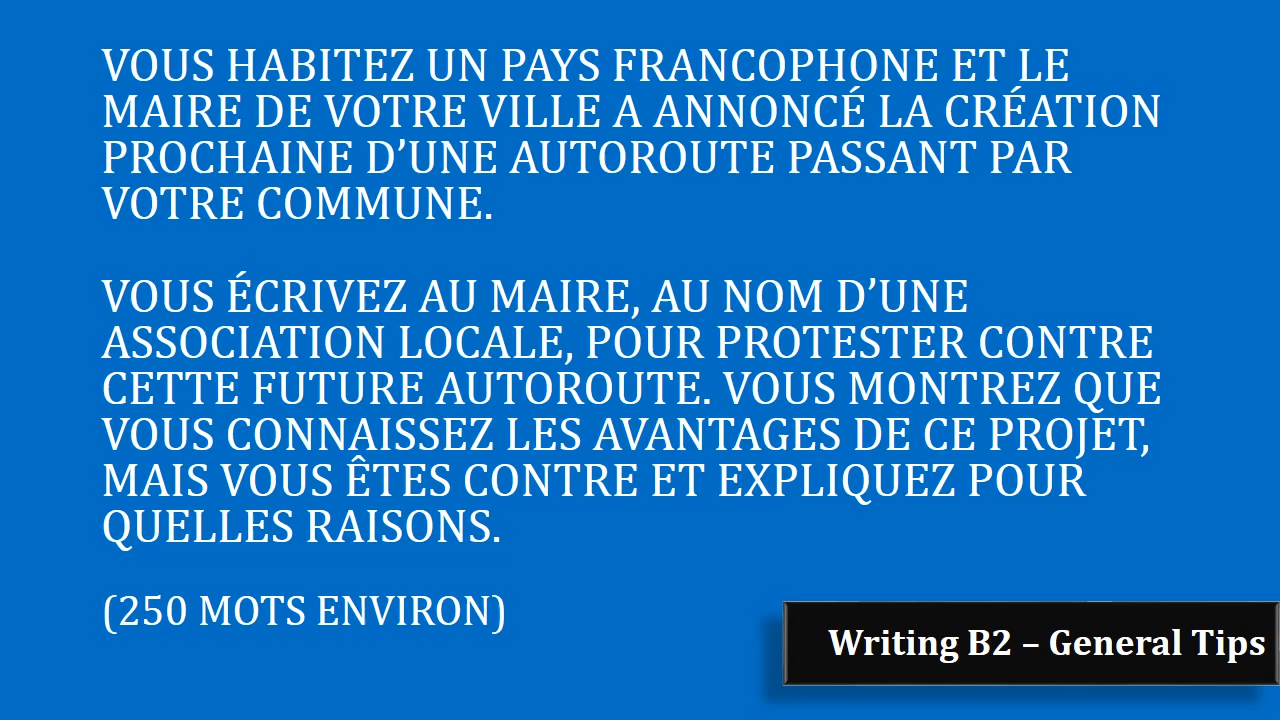 VOUS HABITEZ UN PAYS FRANCOPHONE ET LE
MAIRE DE VOTRE VILLE A ANNONCÉ LA CRÉATION
PROCHAINE D’UNE AUTOROUTE PASSANT PAR
VOTRE COMMUNE.
VOUS ÉCRIVEZ AU MAIRE, AU NOM D’UNE
ASSOCIATION LOCALE, POUR PROTESTER CONTRE
CETTE FUTURE AUTOROUTE. VOUS MONTREZ QUE
VOUS CONNAISSEZ LES AVANTAGES DE CE PROJET,
MAIS VOUS ÊTES CONTRE ET EXPLIQUEZ POUR
QUELLES RAISONS.
(250 MOTS ENVIRON)
Writing B2 – General Tips